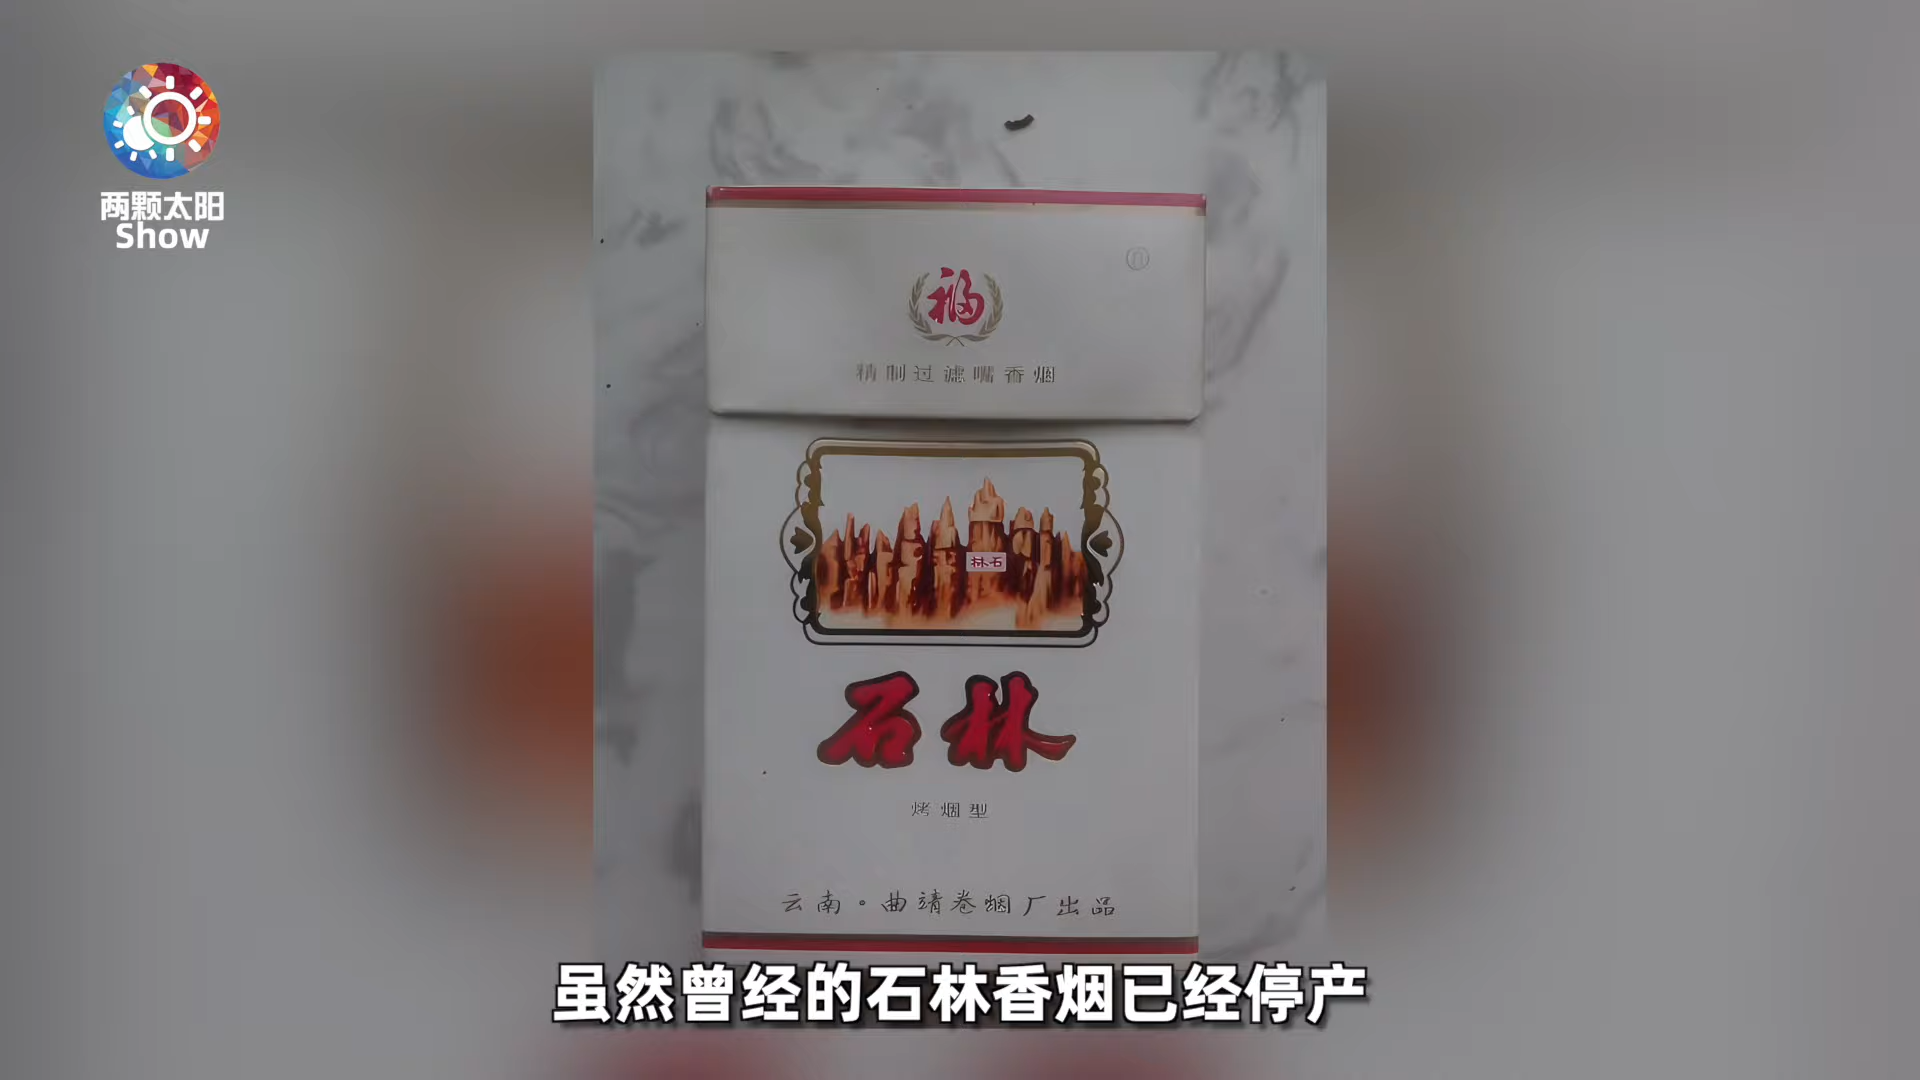 两颗太阳
Show
福
精制过滤嘴香烟
林石
石林
烤烟型
云南。曲靖卷烟厂出品
虽然曾经的石林香烟已经停产